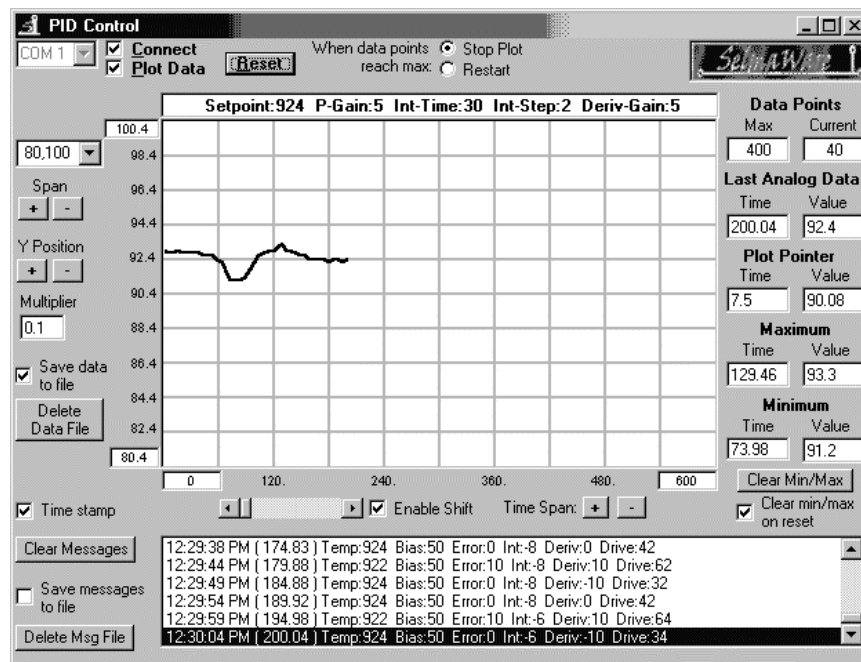 PID Control
COM 1
Connect
Plot Data
Reset
When data points reach max:
Stop Plot
Restart
SelmaWare
Setpoint:924 P-Gain:5 Int-Time:30 Int-Step:2 Deriv-Gain:5
80,100
Span
+ -
Y Position
+ -
Multiplier
0.1
Save data to file
Delete Data File
100.4
98.4
96.4
94.4
92.4
90.4
88.4
86.4
84.4
82.4
80.4
0 120. 240. 360. 480. 600
Data Points
Max Current
400 40
Last Analog Data
Time Value
200.04 92.4
Plot Pointer
Time Value
7.5 90.08
Maximum
Time Value
129.46 93.3
Minimum
Time Value
73.98 91.2
Clear Min/Max
Clear min/max on reset
Time stamp
Enable Shift
Time Span: + -
Clear Messages
Save messages to file
Delete Msg File
12:29:38 PM ( 174.83 ) Temp:924 Bias:50 Error:0 Int:-8 Deriv:0 Drive:42
12:29:44 PM ( 179.88 ) Temp:922 Bias:50 Error:10 Int:-8 Deriv:10 Drive:62
12:29:49 PM ( 184.88 ) Temp:924 Bias:50 Error:0 Int:-8 Deriv:-10 Drive:32
12:29:54 PM ( 189.92 ) Temp:924 Bias:50 Error:0 Int:-8 Deriv:0 Drive:42
12:29:59 PM ( 194.98 ) Temp:922 Bias:50 Error:10 Int:-6 Deriv:10 Drive:64
12:30:04 PM ( 200.04 ) Temp:924 Bias:50 Error:0 Int:-6 Deriv:-10 Drive:34